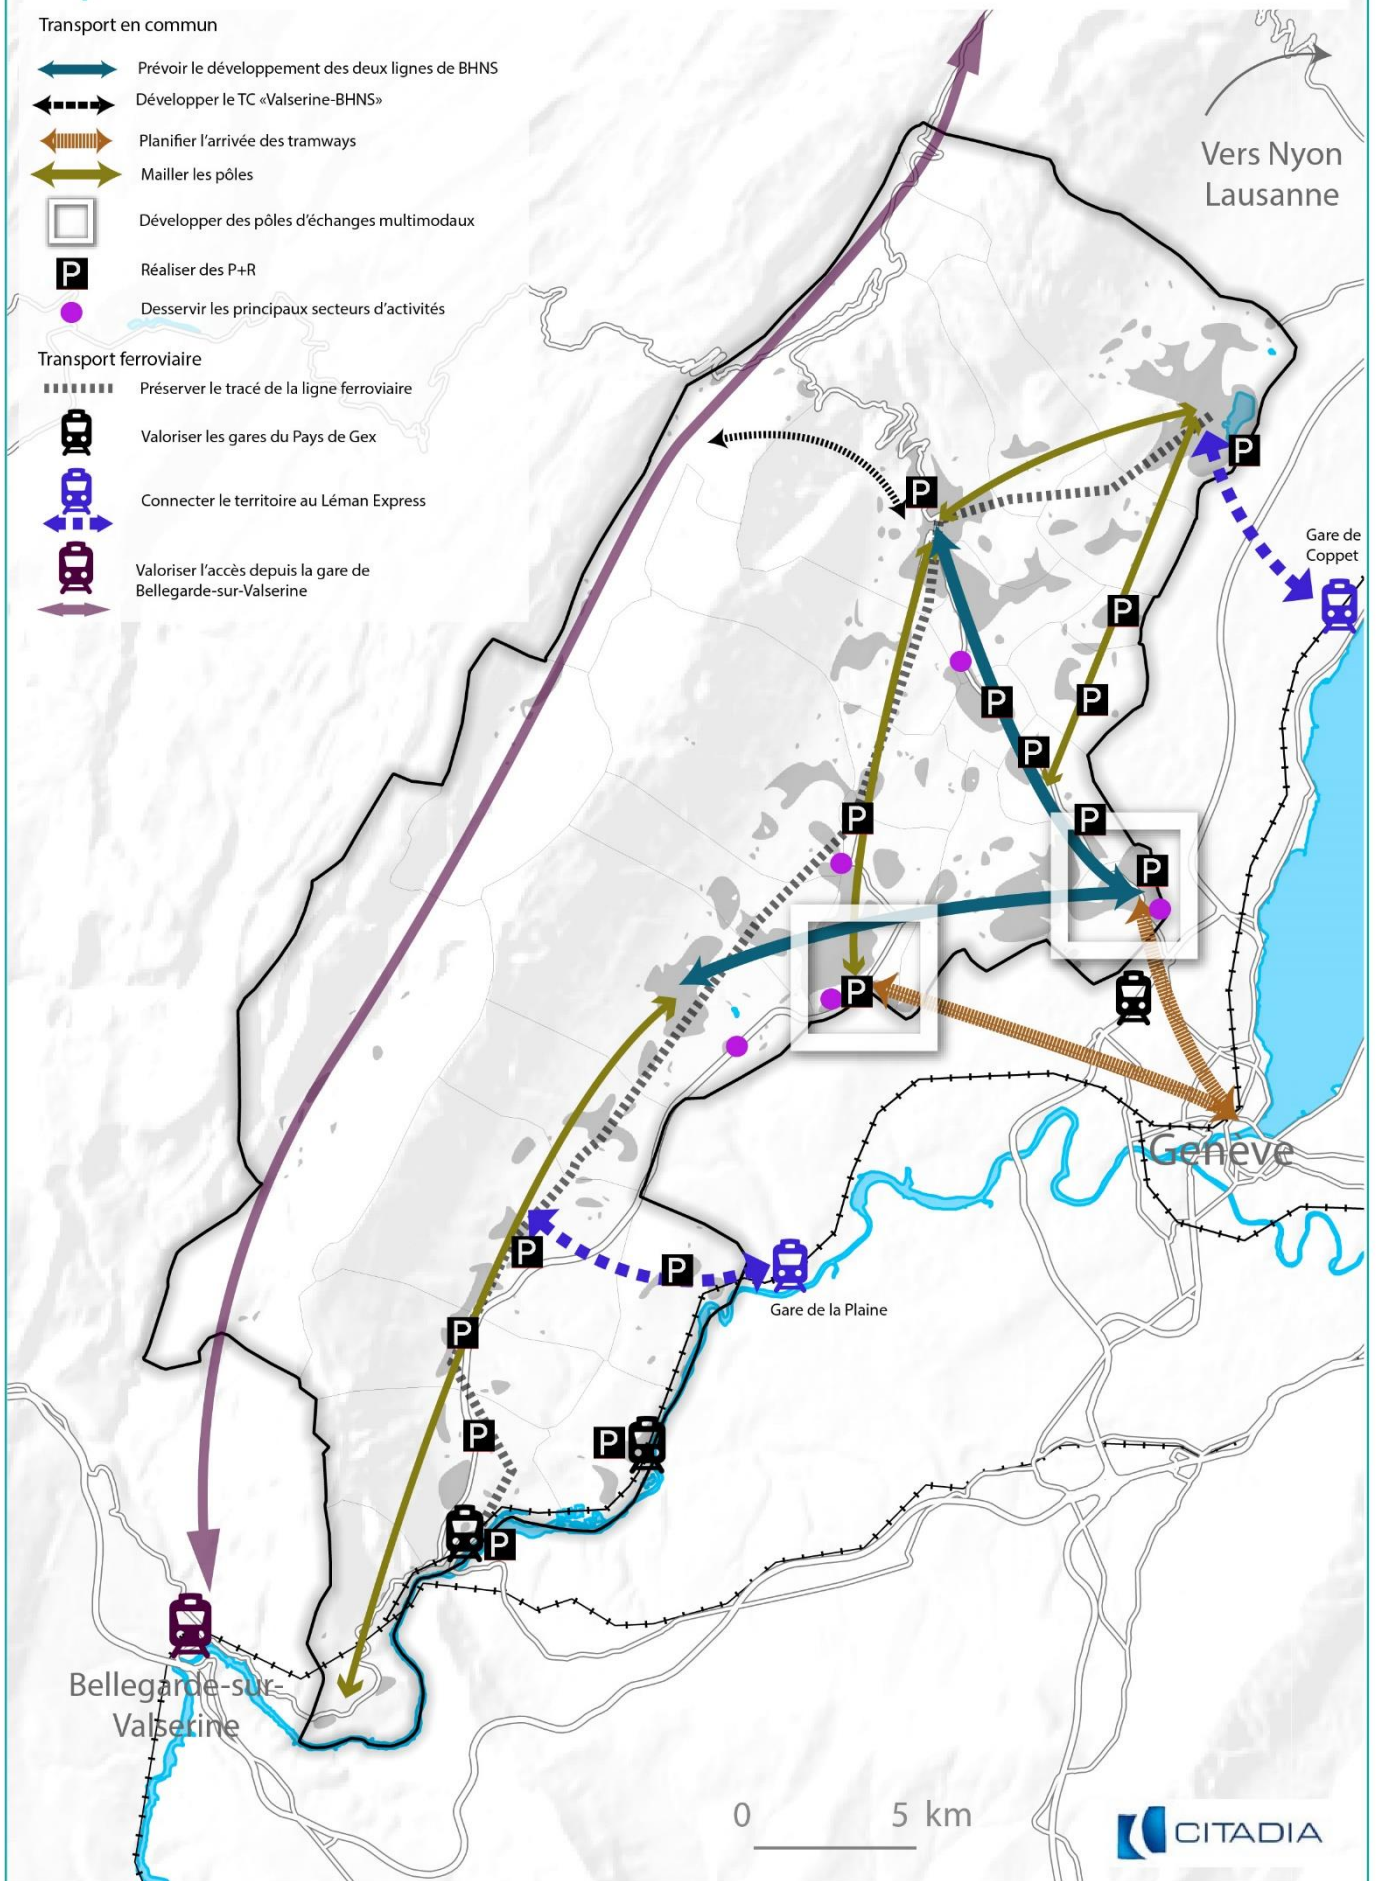 Transport en commun
Prévoir le développement des deux lignes de BHNS
Développer le TC «Valserine-BHNS»
Planifier l'arrivée des tramways
Mailler les pôles
Développer des pôles d'échanges multimodaux
P
Réaliser des P+R
Desservir les principaux secteurs d'activités
Transport ferroviaire
Préserver le tracé de la ligne ferroviaire
Valoriser les gares du Pays de Gex
Connecter le territoire au Léman Express
Valoriser l'accès depuis la gare de
Bellegarde-sur-Valserine
Vers Nyon
Lausanne
P
P
Gare de
Coppet
P
P
P
P
P
P
P
P
Genève
P
P
Gare de la Plaine
P
P
P
P
Bellegarde-sur-
Valserine
0 5 km
CITADIA